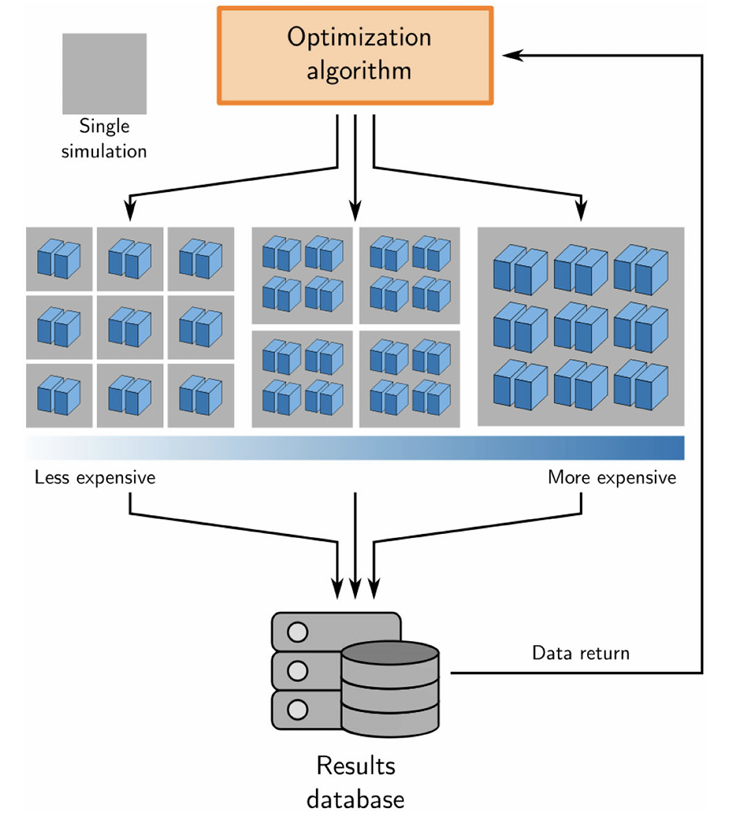 Optimization
algorithm
Single
simulation
Less expensive
More expensive
Data return
Results
database